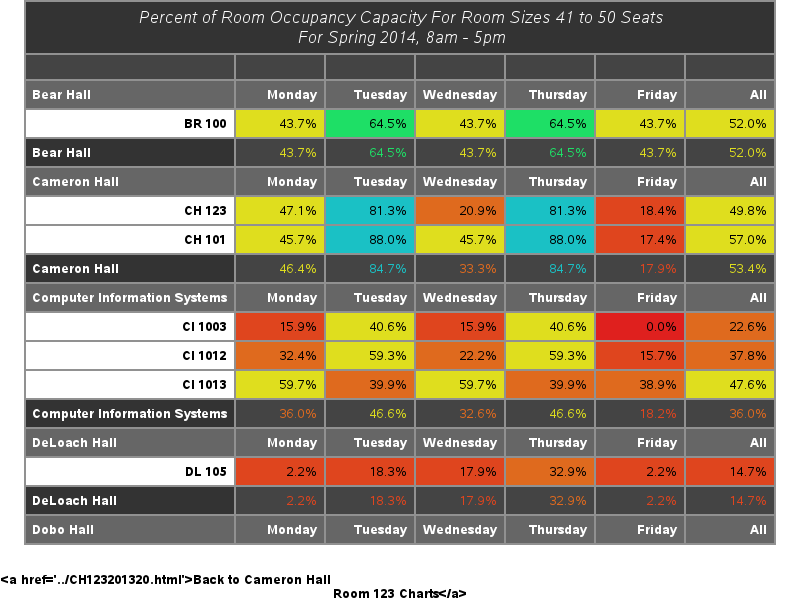 Percent of Room Occupancy Capacity For Room Sizes 41 to 50 Seats
For Spring 2014, 8am - 5pm
Bear Hall Monday Tuesday Wednesday Thursday Friday All
BR 100 43.7% 64.5% 43.7% 64.5% 43.7% 52.0%
Bear Hall 43.7% 64.5% 43.7% 64.5% 43.7% 52.0%
Cameron Hall Monday Tuesday Wednesday Thursday Friday All
CH 123 47.1% 81.3% 20.9% 81.3% 18.4% 49.8%
CH 101 45.7% 88.0% 45.7% 88.0% 17.4% 57.0%
Cameron Hall 46.4% 84.7% 33.3% 84.7% 17.9% 53.4%
Computer Information Systems Monday Tuesday Wednesday Thursday Friday All
CI 1003 15.9% 40.6% 15.9% 40.6% 0.0% 22.6%
CI 1012 32.4% 59.3% 22.2% 59.3% 15.7% 37.8%
CI 1013 59.7% 39.9% 59.7% 39.9% 38.9% 47.6%
Computer Information Systems 36.0% 46.6% 32.6% 46.6% 18.2% 36.0%
DeLoach Hall Monday Tuesday Wednesday Thursday Friday All
DL 105 2.2% 18.3% 17.9% 32.9% 2.2% 14.7%
DeLoach Hall 2.2% 18.3% 17.9% 32.9% 2.2% 14.7%
Dobo Hall Monday Tuesday Wednesday Thursday Friday All
<a href='../CH123201320.html'>Back to Cameron Hall
Room 123 Charts</a>